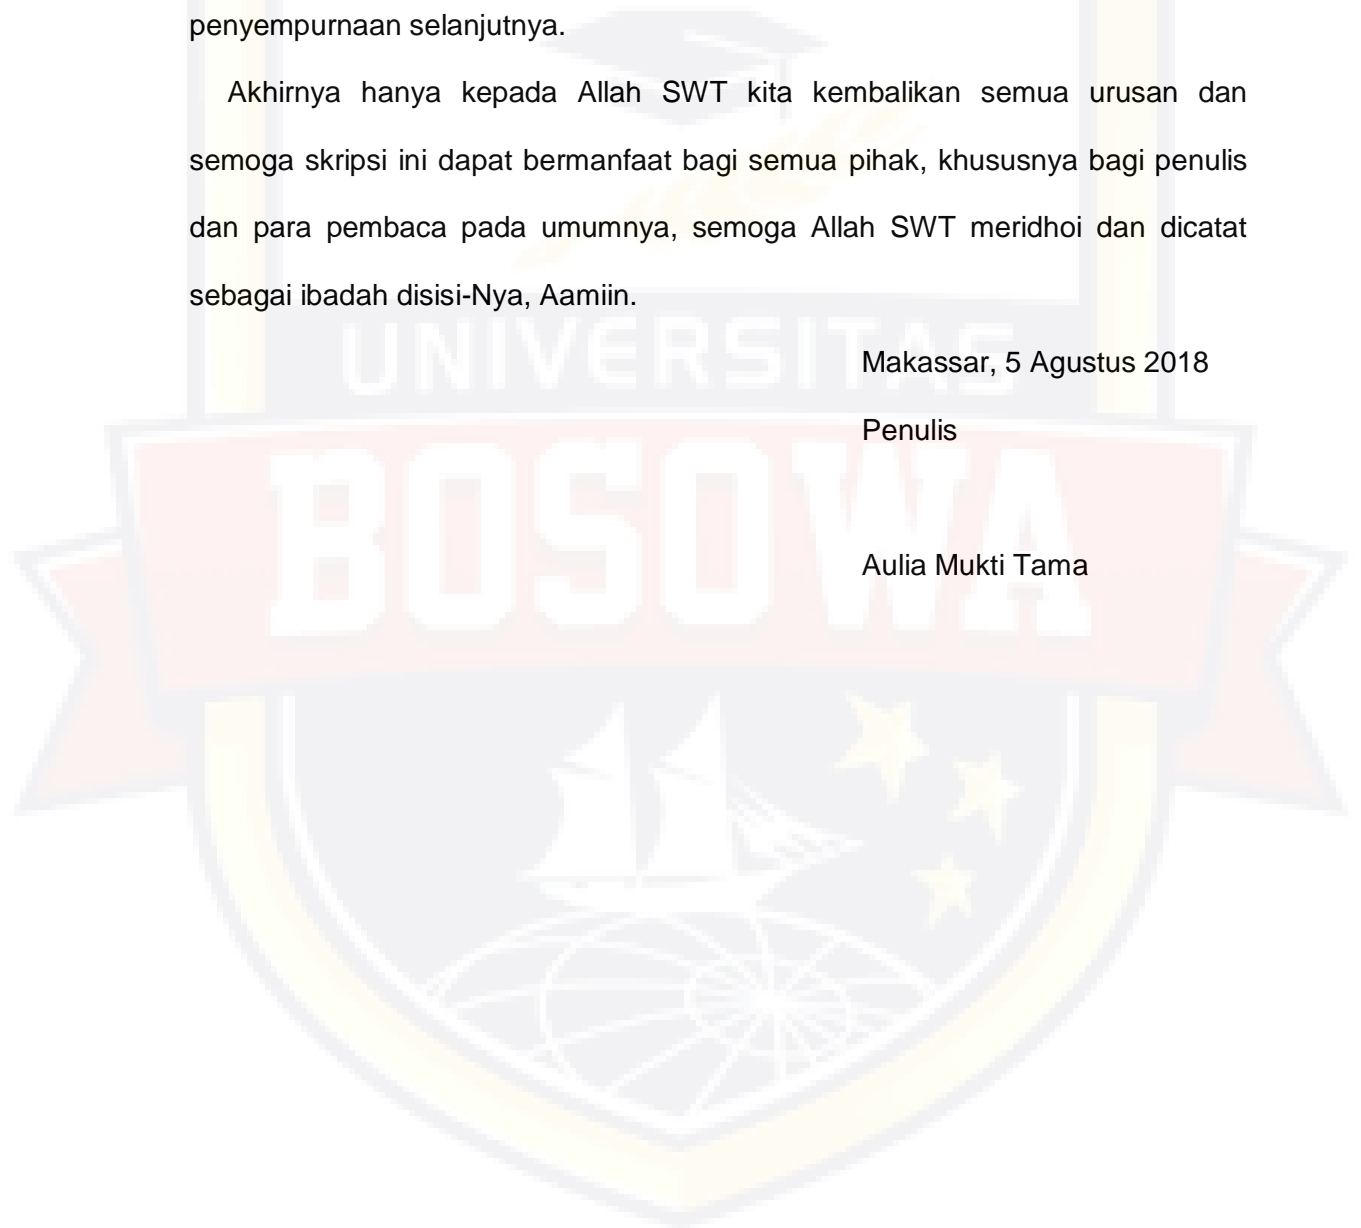 penyempurnaan selanjutnya.
Akhirnya hanya kepada Allah SWT kita kembalikan semua urusan dan
semoga skripsi ini dapat bermanfaat bagi semua pihak, khususnya bagi penulis
dan para pembaca pada umumnya, semoga Allah SWT meridhoi dan dicatat
sebagai ibadah disisi-Nya, Aamiin.
UNIVERSITAS
Makassar, 5 Agustus 2018
Penulis
BOSOWA
Aulia Mukti Tama